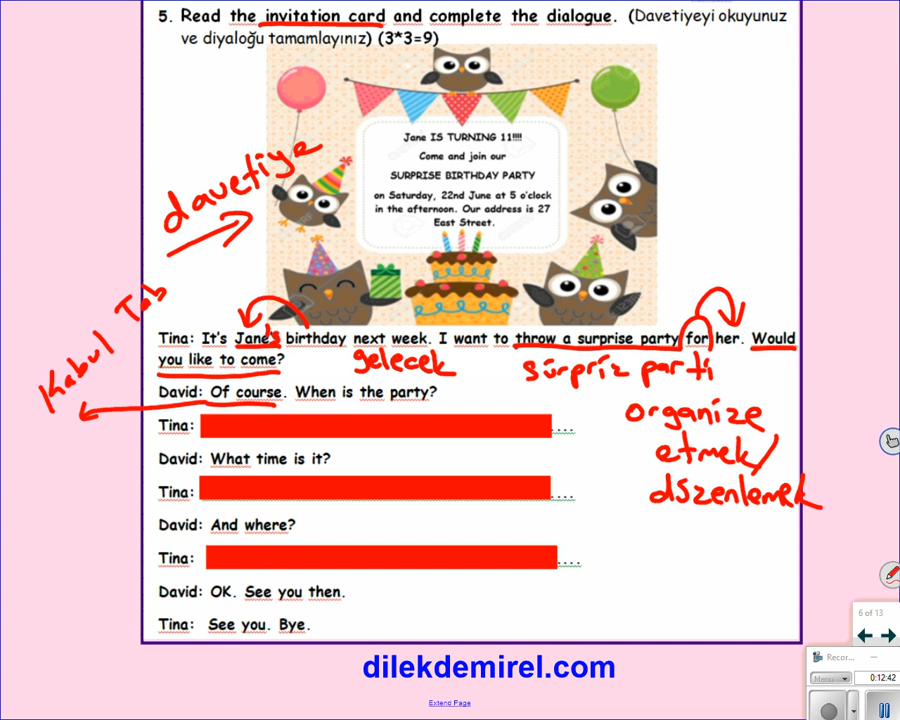 5. Read the invitation card and complete the dialogue. (Davetiyeyi okuyunuz
ve diyaloğu tamamlayınız) (3*3=9)
Jane IS TURNING 11!!!!
Come and join our
SURPRISE BIRTHDAY PARTY
on Saturday, 22nd June at 5 o'clock
in the afternoon. Our address is 27
East Street.
davetiye
Kabul Tab
Tina: It's Jane's birthday next week. I want to throw a surprise party for her. Would
you like to come?
gelecek
sürpriz parti
organize
etmek/
düzenlemek
David: Of course. When is the party?
Tina: ....
David: What time is it?
Tina: ....
David: And where?
Tina: ....
David: OK. See you then.
Tina: See you. Bye.
dilekdemirel.com
Extend Page
6 of 13
Recor...
Menu
0:12:42